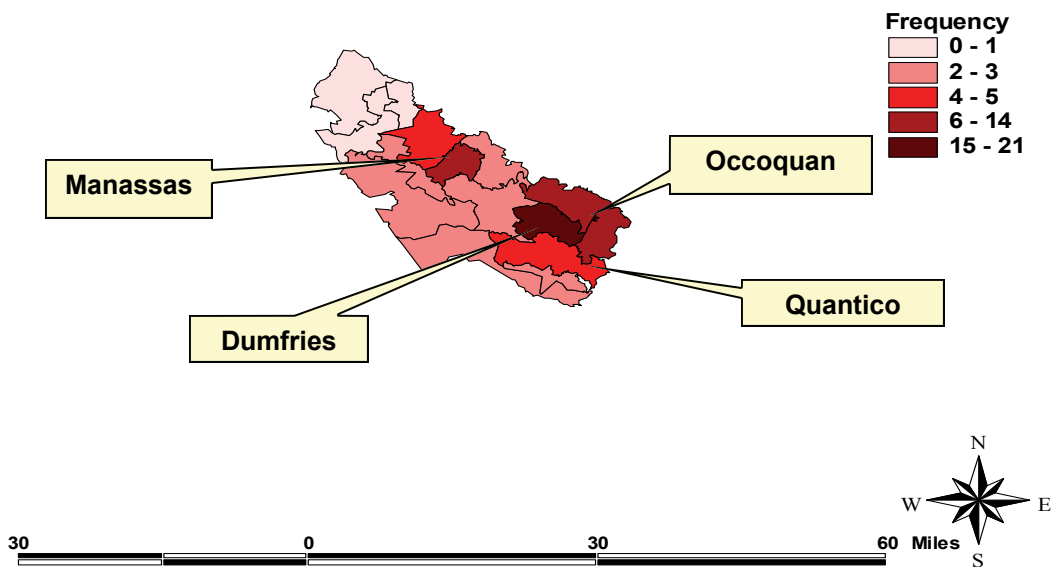 Frequency
0 - 1
2 - 3
4 - 5
6 - 14
15 - 21
Occoquan
Manassas
Quantico
Dumfries
N
W E
S
30 0 30 60 Miles